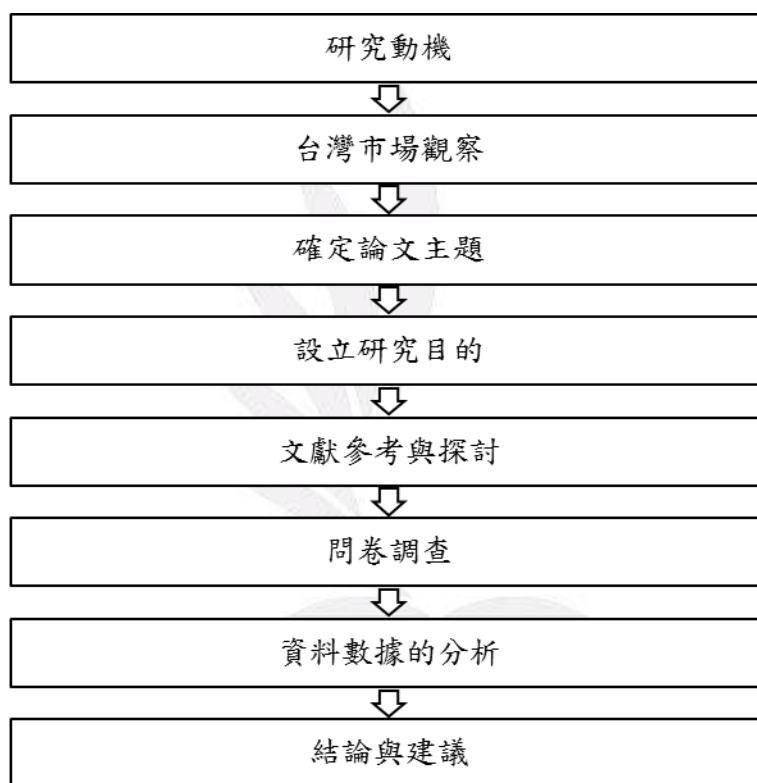 研究動機
台灣市場觀察
確定論文主題
設立研究目的
文獻參考與探討
問卷調查
資料數據的分析
結論與建議